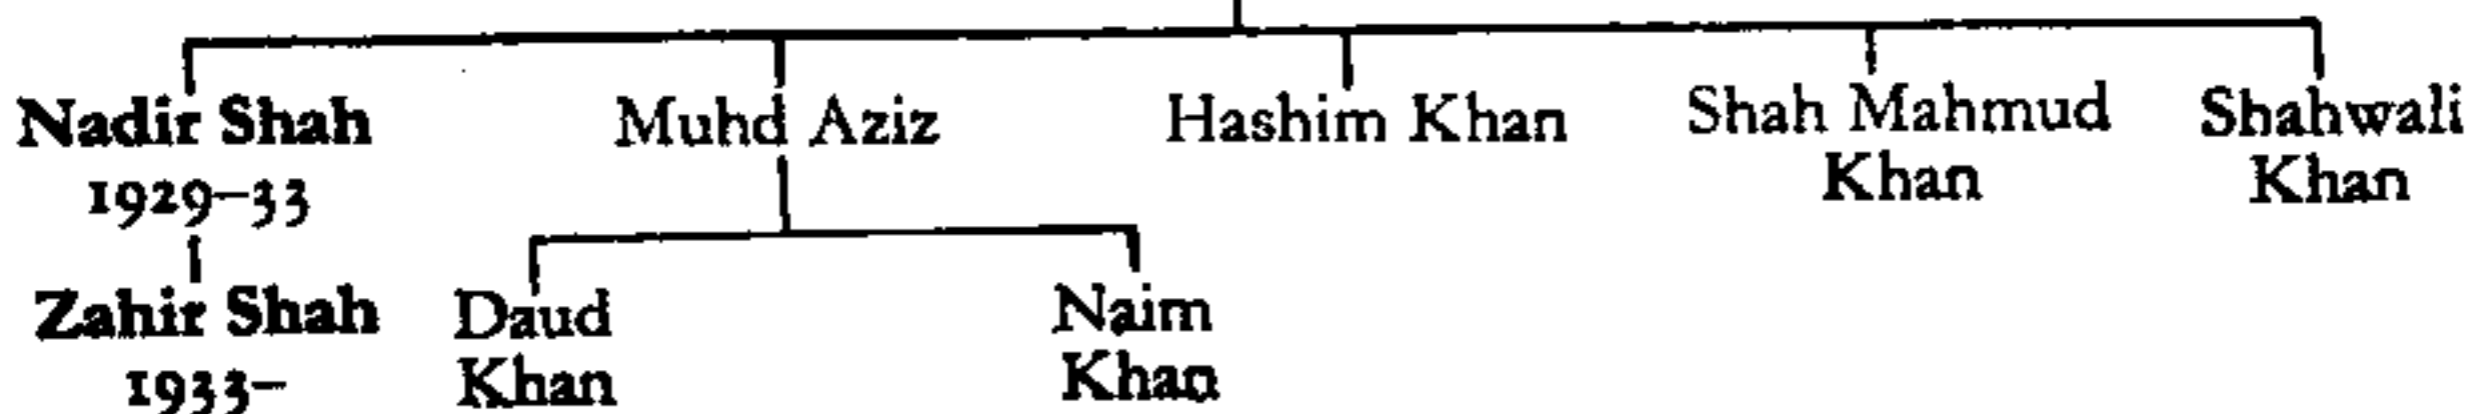 Nadir Shah
1929–33
Muhd Aziz
Hashim Khan
Shah Mahmud
Khan
Shahwali
Khan
Zahir Shah
1933–
Daud
Khan
Naim
Khan